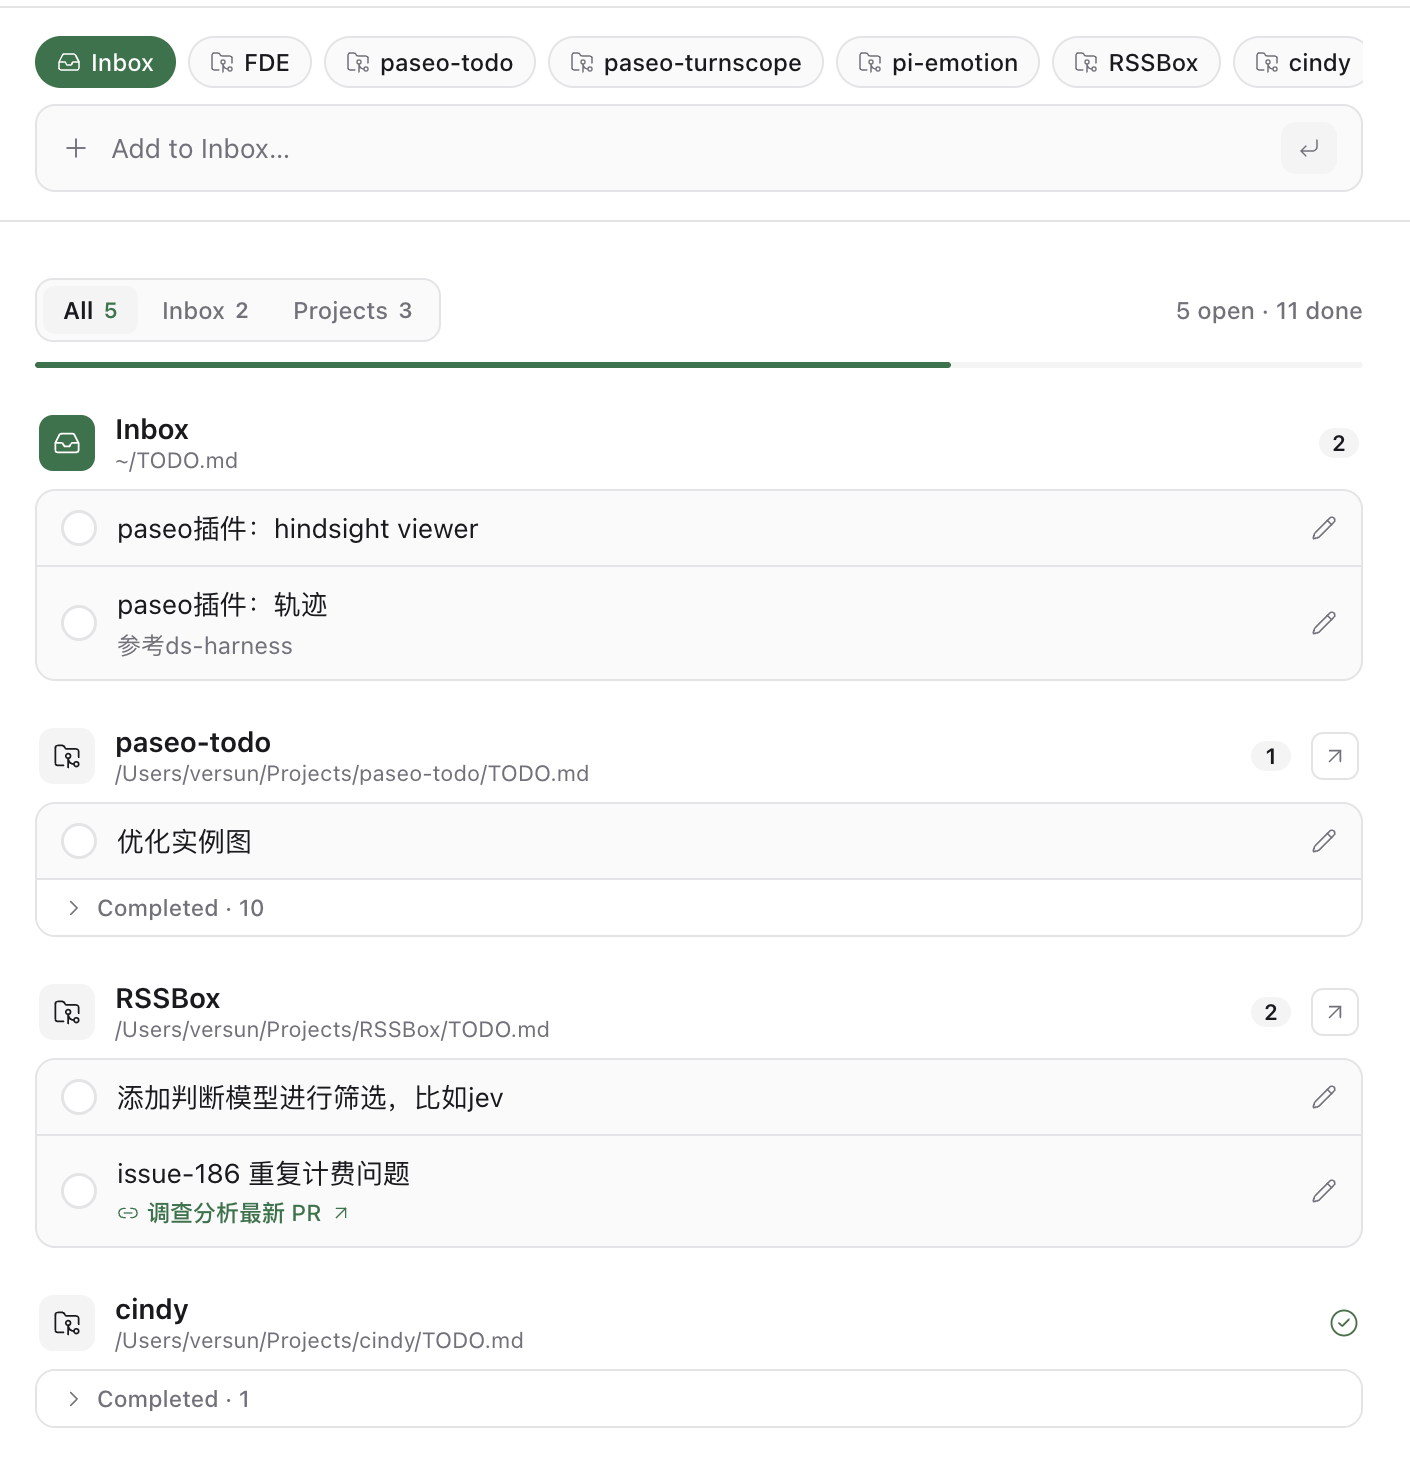 Inbox
FDE
paseo-todo
paseo-turnscope
pi-emotion
RSSBox
cindy
Add to Inbox...
All 5
Inbox 2
Projects 3
5 open · 11 done
Inbox
~/TODO.md
2
paseo插件：hindsight viewer
paseo插件：轨迹
参考ds-harness
paseo-todo
/Users/versun/Projects/paseo-todo/TODO.md
1
优化实例图
Completed · 10
RSSBox
/Users/versun/Projects/RSSBox/TODO.md
2
添加判断模型进行筛选，比如jev
issue-186 重复计费问题
调查分析最新 PR
cindy
/Users/versun/Projects/cindy/TODO.md
Completed · 1